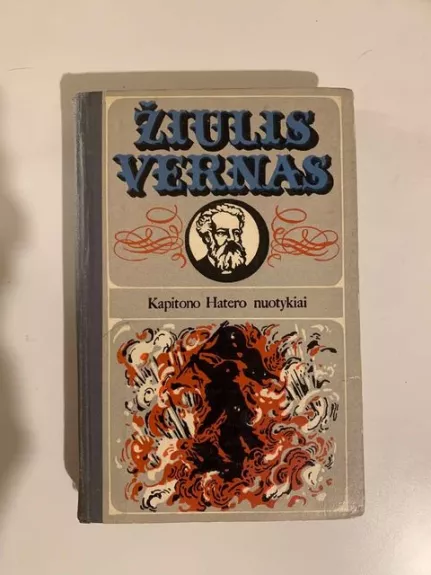 ŽIULIS
VERNAS
Kapitono Hatero nuotykiai